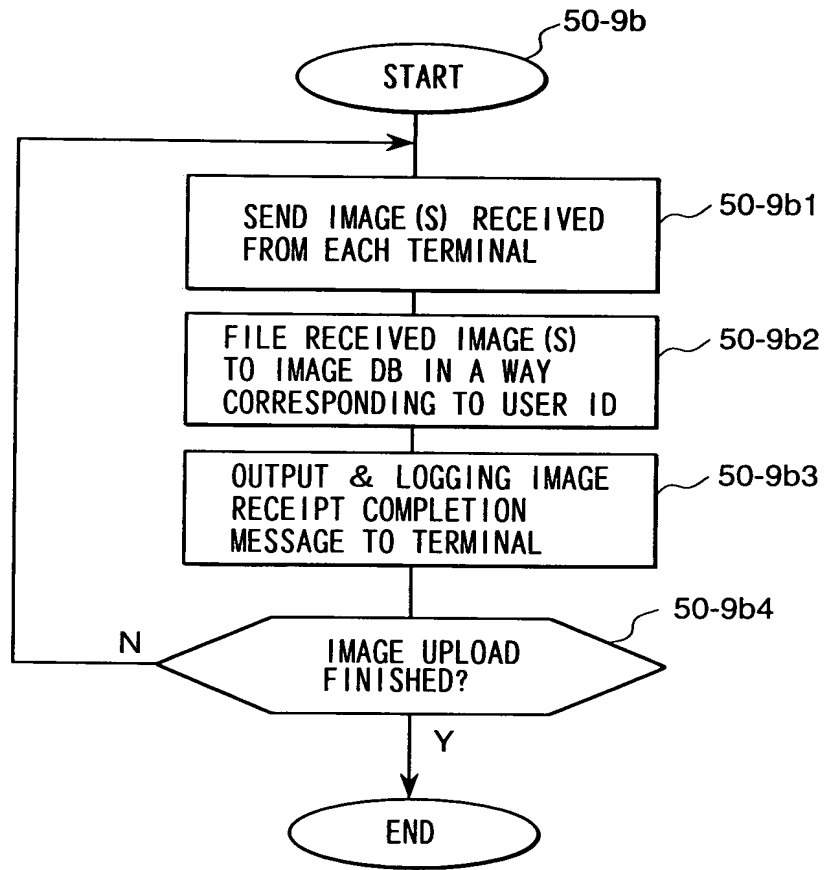 50-9b
START
SEND IMAGE(S) RECEIVED
FROM EACH TERMINAL
50-9b1
FILE RECEIVED IMAGE(S)
TO IMAGE DB IN A WAY
CORRESPONDING TO USER ID
50-9b2
OUTPUT & LOGGING IMAGE
RECEIPT COMPLETION
MESSAGE TO TERMINAL
50-9b3
50-9b4
N
IMAGE UPLOAD
FINISHED?
Y
END